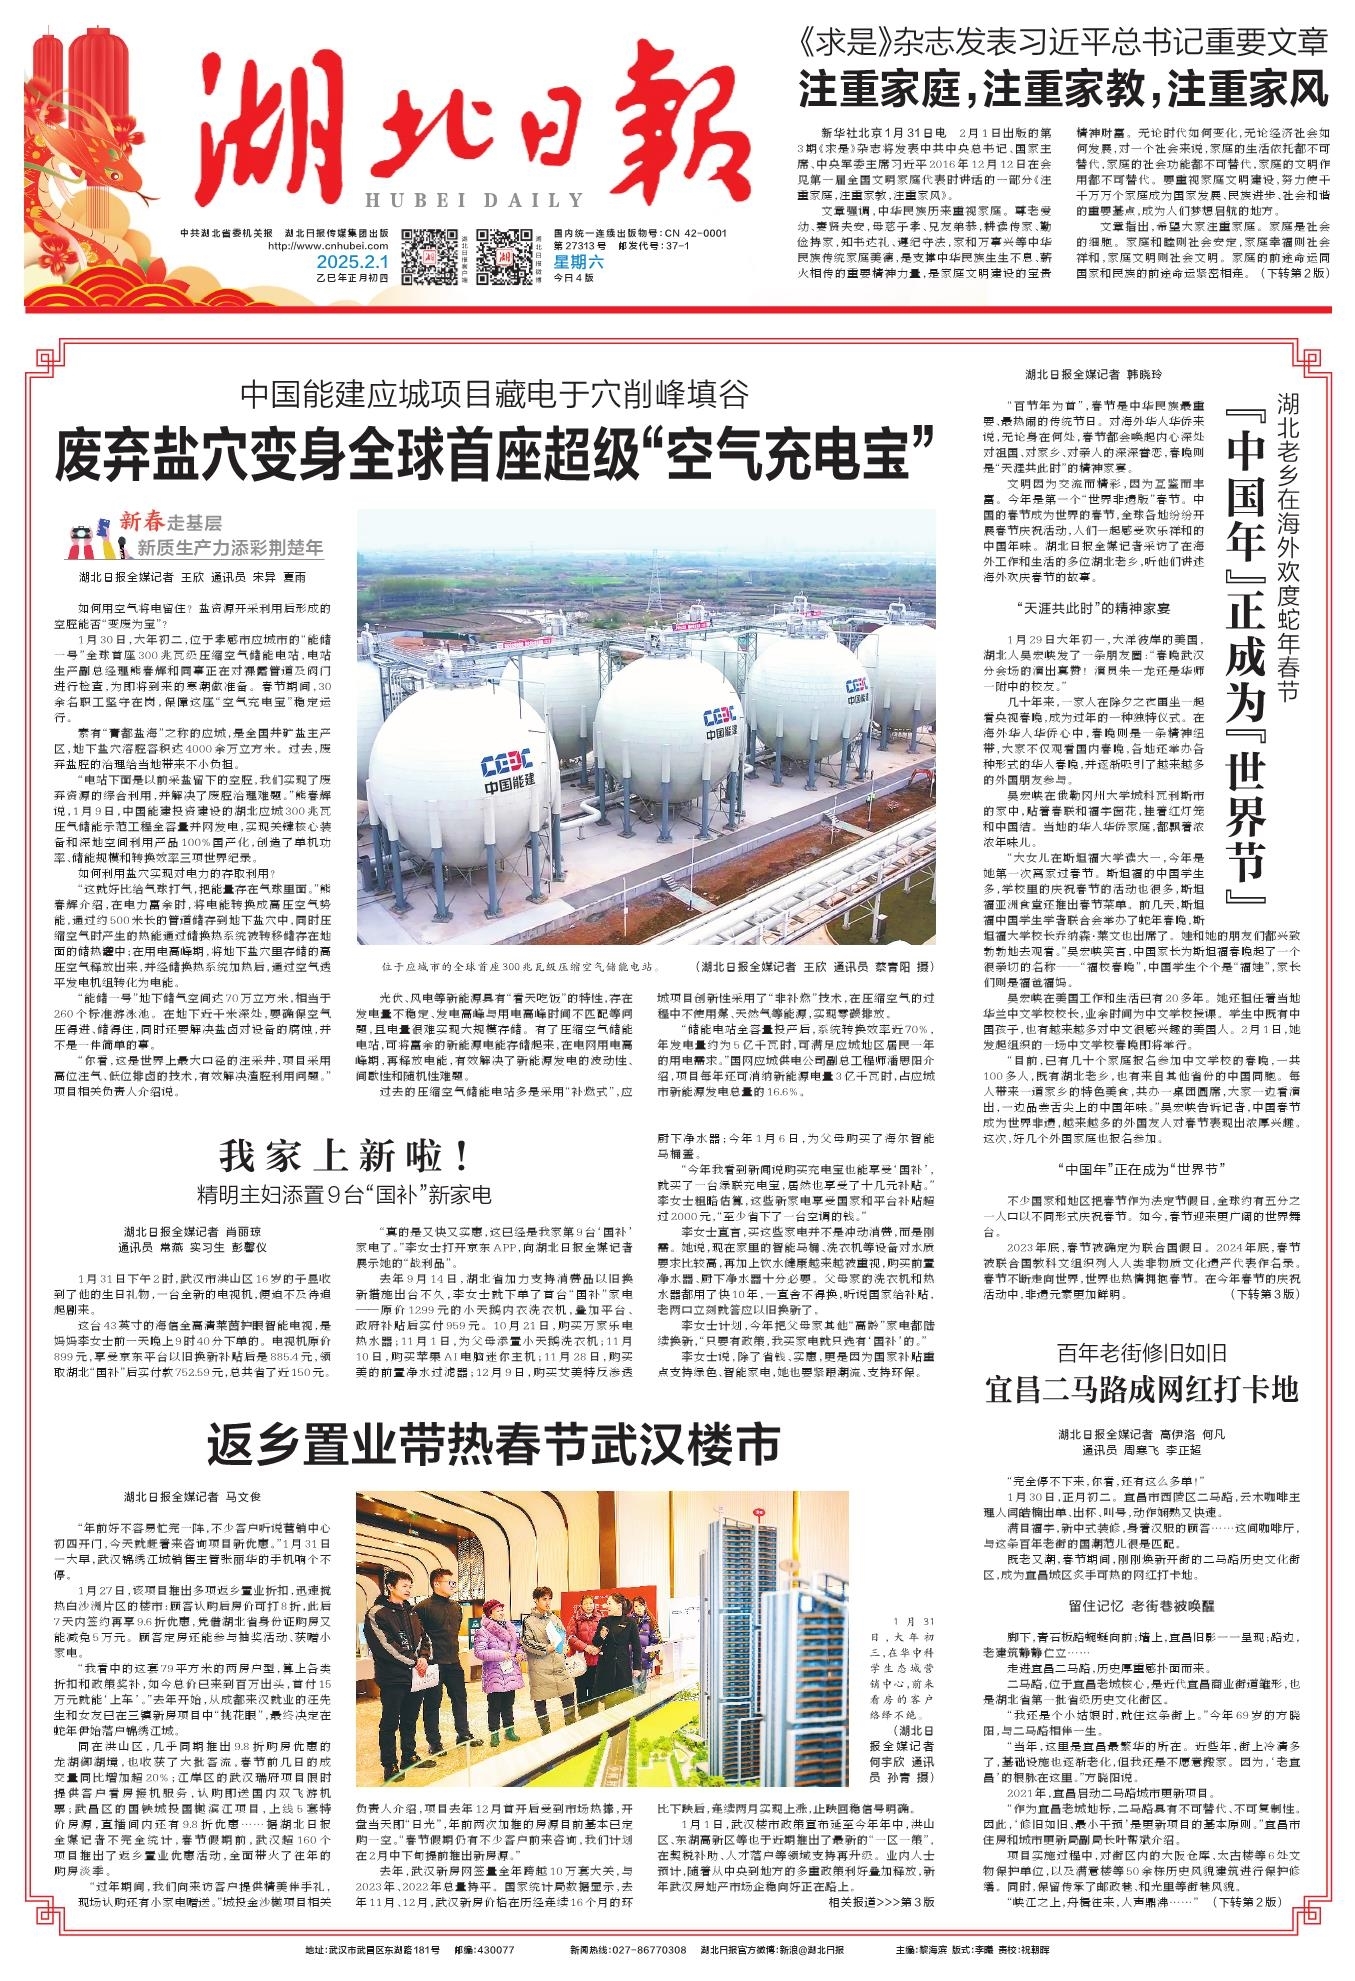 湖北日報
HUBEI DAILY
中共湖北省委机关报 湖北日报传媒集团出版
http://www.cnhubei.com
2025.2.1
乙巳年正月初四
湖北日报客户端
湖北日报微博
国内统一连续出版物号:CN 42-0001
第27313号 邮发代号:37-1
星期六
今日4版
《求是》杂志发表习近平总书记重要文章
注重家庭,注重家教,注重家风
新华社北京1月31日电 2月1日出版的第
3期《求是》杂志将发表中共中央总书记、国家主
席、中央军委主席习近平2016年12月12日在会
见第一届全国文明家庭代表时讲话的一部分《注
重家庭,注重家教,注重家风》。
文章强调,中华民族历来重视家庭。尊老爱
幼、妻贤夫安,母慈子孝、兄友弟恭,耕读传家、勤
俭持家,知书达礼、遵纪守法,家和万事兴等中华
民族传统家庭美德,是支撑中华民族生生不息、薪
火相传的重要精神力量,是家庭文明建设的宝贵
精神财富。无论时代如何变化,无论经济社会如
何发展,对一个社会来说,家庭的生活依托都不可
替代,家庭的社会功能都不可替代,家庭的文明作
用都不可替代。要重视家庭文明建设,努力使千
千万万个家庭成为国家发展、民族进步、社会和谐
的重要基点,成为人们梦想启航的地方。
文章指出,希望大家注重家庭。家庭是社会
的细胞。家庭和睦则社会安定,家庭幸福则社会
祥和,家庭文明则社会文明。家庭的前途命运同
国家和民族的前途命运紧密相连。(下转第2版)
中国能建应城项目藏电于穴削峰填谷
废弃盐穴变身全球首座超级“空气充电宝”
新春走基层
新质生产力添彩荆楚年
湖北日报全媒记者 王欣 通讯员 宋异 夏雨
如何用空气将电留住?盐资源开采利用后形成的
空腔能否“变废为宝”?
1月30日,大年初二,位于孝感市应城市的“能储
一号”全球首座300兆瓦级压缩空气储能电站,电站
生产副总经理熊春辉和同事正在对裸露管道及阀门
进行检查,为即将到来的寒潮做准备。春节期间,30
余名职工坚守在岗,保障这座“空气充电宝”稳定运
行。
素有“膏都盐海”之称的应城,是全国井矿盐主产
区,地下盐穴溶腔容积达4000余万立方米。过去,废
弃盐腔的治理给当地带来不小负担。
“电站下面是以前采盐留下的空腔,我们实现了废
弃资源的综合利用,并解决了废腔治理难题。”熊春辉
说,1月9日,中国能建投资建设的湖北应城300兆瓦
压气储能示范工程全容量并网发电,实现关键核心装
备和深地空间利用产品100%国产化,创造了单机功
率、储能规模和转换效率三项世界纪录。
如何利用盐穴实现对电力的存取利用?
“这就好比给气球打气,把能量存在气球里面。”熊
春辉介绍,在电力富余时,将电能转换成高压空气势
能,通过约500米长的管道储存到地下盐穴中,同时压
缩空气时产生的热能通过储换热系统被转移储存在地
面的储热罐中;在用电高峰期,将地下盐穴里存储的高
压空气释放出来,并经储换热系统加热后,通过空气透
平发电机组转化为电能。
“能储一号”地下储气空间达70万立方米,相当于
260个标准游泳池。在地下近千米深处,要确保空气
压得进、储得住,同时还要解决盐卤对设备的腐蚀,并
不是一件简单的事。
“你看,这是世界上最大口径的注采井,项目采用
高位注气、低位排卤的技术,有效解决渣腔利用问题。”
项目相关负责人介绍说。
CEEC
中国能建
CEEC
中国能建
CEEC
中国能建
位于应城市的全球首座300兆瓦级压缩空气储能电站。 (湖北日报全媒记者 王欣 通讯员 蔡青阳 摄)
光伏、风电等新能源具有“看天吃饭”的特性,存在
发电量不稳定、发电高峰与用电高峰时间不匹配等问
题,且电量很难实现大规模存储。有了压缩空气储能
电站,可将富余的新能源电能存储起来,在电网用电高
峰期,再释放电能,有效解决了新能源发电的波动性、
间歇性和随机性难题。
过去的压缩空气储能电站多是采用“补燃式”,应
城项目创新性采用了“非补燃”技术,在压缩空气的过
程中不使用煤、天然气等能源,实现零碳排放。
“储能电站全容量投产后,系统转换效率近70%,
年发电量约为5亿千瓦时,可满足应城地区居民一年
的用电需求。”国网应城供电公司副总工程师潘思阳介
绍,项目每年还可消纳新能源电量3亿千瓦时,占应城
市新能源发电总量的16.6%。
我家上新啦!
精明主妇添置9台“国补”新家电
湖北日报全媒记者 肖丽琼
通讯员 常燕 实习生 彭馨仪
1月31日下午2时,武汉市洪山区16岁的子昱收
到了他的生日礼物,一台全新的电视机,便迫不及待追
起剧来。
这台43英寸的海信全高清莱茵护眼智能电视,是
妈妈李女士前一天晚上9时40分下单的。电视机原价
899元,享受京东平台以旧换新补贴后是885.4元,领
取湖北“国补”后实付款752.59元,总共省了近150元。
“真的是又快又实惠,这已经是我家第9台‘国补’
家电了。”李女士打开京东APP,向湖北日报全媒记者
展示她的“战利品”。
去年9月14日,湖北省加力支持消费品以旧换
新措施出台不久,李女士就下单了首台“国补”家电
——原价1299元的小天鹅内衣洗衣机,叠加平台、
政府补贴后实付959元。10月21日,购买万家乐电
热水器;11月1日,为父母添置小天鹅洗衣机;11月
10日,购买苹果AI电脑迷你主机;11月28日,购买
美的前置净水过滤器;12月9日,购买艾美特反渗透
厨下净水器;今年1月6日,为父母购买了海尔智能
马桶盖。
“今年我看到新闻说购买充电宝也能享受‘国补’,
就买了一台绿联充电宝,居然也享受了十几元补贴。”
李女士粗略估算,这些新家电享受国家和平台补贴超
过2000元,“至少省下了一台空调的钱。”
李女士直言,买这些家电并不是冲动消费,而是刚
需。她说,现在家里的智能马桶、洗衣机等设备对水质
要求比较高,再加上饮水健康越来越被重视,购买前置
净水器、厨下净水器十分必要。父母家的洗衣机和热
水器都用了快10年,一直舍不得换,听说国家给补贴,
老两口立刻就答应以旧换新了。
李女士计划,今年把父母家其他“高龄”家电都陆
续换新,“只要有政策,我买家电就只选有‘国补’的。”
李女士说,除了省钱、实惠,更是因为国家补贴重
点支持绿色、智能家电,她也要紧跟潮流、支持环保。
返乡置业带热春节武汉楼市
湖北日报全媒记者 马文俊
“年前好不容易忙完一阵,不少客户听说营销中心
初四开门,今天就赶着来咨询项目新优惠。”1月31日
一大早,武汉锦绣江城销售主管张丽华的手机响个不
停。
1月27日,该项目推出多项返乡置业折扣,迅速搅
热白沙洲片区的楼市:顾客认购后房价可打8折,此后
7天内签约再享9.6折优惠,凭借湖北省身份证购房又
能减免5万元。顾客定房还能参与抽奖活动、获赠小
家电。
“我看中的这套79平方米的两房户型,算上各类
折扣和政策奖补,如今总价已来到百万出头,首付15
万元就能‘上车’。”去年开始,从成都来汉就业的汪先
生和女友已在三镇新房项目中“挑花眼”,最终决定在
蛇年伊始落户锦绣江城。
同在洪山区,几乎同期推出9.8折购房优惠的
龙湖御湖境,也收获了大批客流,春节前几日的成
交量同比增加超20%;江岸区的武汉瑞府项目限时
提供客户看房接机服务,认购即送国内双飞游机
票;武昌区的国铁城投国樾滨江项目,上线5套特
价房源,直播间内还有9.8折优惠……据湖北日报
全媒记者不完全统计,春节假期前,武汉超160个
项目推出了返乡置业优惠活动,全面带火了往年的
购房淡季。
“过年期间,我们向来访客户提供精美伴手礼,
现场认购还有小家电赠送。”城投金沙樾项目相关
1月31
日,大年初
三,在华中科
学生态城营
销中心,前来
看房的客户
络绎不绝。
(湖北日
报全媒记者
何宇欣 通讯
员 孙青 摄)
负责人介绍,项目去年12月首开后受到市场热捧,开
盘当天即“日光”,年前两次加推的房源目前基本已定
购一空。“春节假期仍有不少客户前来咨询,我们计划
在2月中下旬提前推出新房源。”
去年,武汉新房网签量全年跨越10万套大关,与
2023年、2022年总量持平。国家统计局数据显示,去
年11月、12月,武汉新房价格在历经连续16个月的环
比下跌后,连续两月实现上涨,止跌回稳信号明确。
1月1日,武汉楼市政策宣布延至今年年中,洪山
区、东湖高新区等也于近期推出了最新的“一区一策”,
在契税补助、人才落户等领域支持再升级。业内人士
预计,随着从中央到地方的多重政策利好叠加释放,新
年武汉房地产市场企稳向好正在路上。
相关报道>>>第3版
湖北老乡在海外欢度蛇年春节
『中国年』正成为『世界节』
湖北日报全媒记者 韩晓玲
“百节年为首”,春节是中华民族最重
要、最热闹的传统节日。对海外华人华侨来
说,无论身在何处,春节都会唤起内心深处
对祖国、对家乡、对亲人的深深眷恋,春晚则
是“天涯共此时”的精神家宴。
文明因为交流而精彩,因为互鉴而丰
富。今年是第一个“世界非遗版”春节。中
国的春节成为世界的春节,全球各地纷纷开
展春节庆祝活动,人们一起感受欢乐祥和的
中国年味。湖北日报全媒记者采访了在海
外工作和生活的多位湖北老乡,听他们讲述
海外欢庆春节的故事。
“天涯共此时”的精神家宴
1月29日大年初一,大洋彼岸的美国,
湖北人吴宏峡发了一条朋友圈:“春晚武汉
分会场的演出真赞!演员朱一龙还是华师
一附中的校友。”
几十年来,一家人在除夕之夜围坐一起
看央视春晚,成为过年的一种独特仪式。在
海外华人华侨心中,春晚则是一条精神纽
带,大家不仅观看国内春晚,各地还举办各
种形式的华人春晚,并逐渐吸引了越来越多
的外国朋友参与。
吴宏峡在俄勒冈州大学城科瓦利斯市
的家中,贴着春联和福字窗花,挂着红灯笼
和中国结。当地的华人华侨家庭,都飘着浓
浓年味儿。
“大女儿在斯坦福大学读大一,今年是
她第一次离家过春节。斯坦福的中国学生
多,学校里的庆祝春节的活动也很多,斯坦
福亚洲食堂还推出春节菜单。前几天,斯坦
福中国学生学者联合会举办了蛇年春晚,斯
坦福大学校长乔纳森·莱文也出席了。娃和她的朋友们都兴致
勃勃地去观看。”吴宏峡笑言,中国家长为斯坦福春晚起了一个
很亲切的名称——“福校春晚”,中国学生个个是“福娃”,家长
们则是福爸福妈。
吴宏峡在美国工作和生活已有20多年。她还担任着当地
华兰中文学校校长,业余时间为中文学校授课。学生中既有中
国孩子,也有越来越多对中文很感兴趣的美国人。2月1日,她
发起组织的一场中文学校春晚即将举行。
“目前,已有几十个家庭报名参加中文学校的春晚,一共
100多人,既有湖北老乡,也有来自其他省份的中国同胞。每
人带来一道家乡的特色美食,共办一桌团圆席,大家一边看演
出,一边品尝舌尖上的中国年味。”吴宏峡告诉记者,中国春节
成为世界非遗,越来越多的外国友人对春节表现出浓厚兴趣。
这次,好几个外国家庭也报名参加。
“中国年”正在成为“世界节”
不少国家和地区把春节作为法定节假日,全球约有五分之
一人口以不同形式庆祝春节。如今,春节迎来更广阔的世界舞
台。
2023年底,春节被确定为联合国假日。2024年底,春节
被联合国教科文组织列入人类非物质文化遗产代表作名录。
春节不断走向世界,世界也热情拥抱春节。在今年春节的庆祝
活动中,非遗元素更加鲜明。 (下转第3版)
百年老街修旧如旧
宜昌二马路成网红打卡地
湖北日报全媒记者 高伊洛 何凡
通讯员 周寒飞 李正超
“完全停不下来,你看,还有这么多单!”
1月30日,正月初二。宜昌市西陵区二马路,云木咖啡主
理人闫皓楠出单、出杯、叫号,动作娴熟又快速。
满目福字,新中式装修,身着汉服的顾客……这间咖啡厅,
与这条百年老街的国潮范儿很是匹配。
既老又潮,春节期间,刚刚焕新开街的二马路历史文化街
区,成为宜昌城区炙手可热的网红打卡地。
留住记忆 老街巷被唤醒
脚下,青石板路蜿蜒向前;墙上,宜昌旧影一一呈现;路边,
老建筑静静伫立……
走进宜昌二马路,历史厚重感扑面而来。
二马路,位于宜昌老城核心,是近代宜昌商业街道雏形,也
是湖北省第一批省级历史文化街区。
“我还是个小姑娘时,就住这条街上。”今年69岁的方晓
阳,与二马路相伴一生。
“当年,这里是宜昌最繁华的所在。近些年,街上冷清多
了,基础设施也逐渐老化,但我还是不愿意搬家。因为,‘老宜
昌’的根脉在这里。”方晓阳说。
2021年,宜昌启动二马路城市更新项目。
“作为宜昌老城地标,二马路具有不可替代、不可复制性。
因此,‘修旧如旧、最小干预’是更新项目的基本原则。”宜昌市
住房和城市更新局副局长叶帮斌介绍。
项目实施过程中,对街区内的大阪仓库、太古楼等6处文
物保护单位,以及满意楼等50余栋历史风貌建筑进行保护修
缮。同时,保留传承了邮政巷、和光里等街巷风貌。
“峡江之上,舟楫往来,人声鼎沸……” (下转第2版)
地址:武汉市武昌区东湖路181号 邮编:430077 新闻热线:027-86770308 湖北日报官方微博:新浪@湖北日报 主编:黎海滨 版式:李曦 责校:祝朝晖